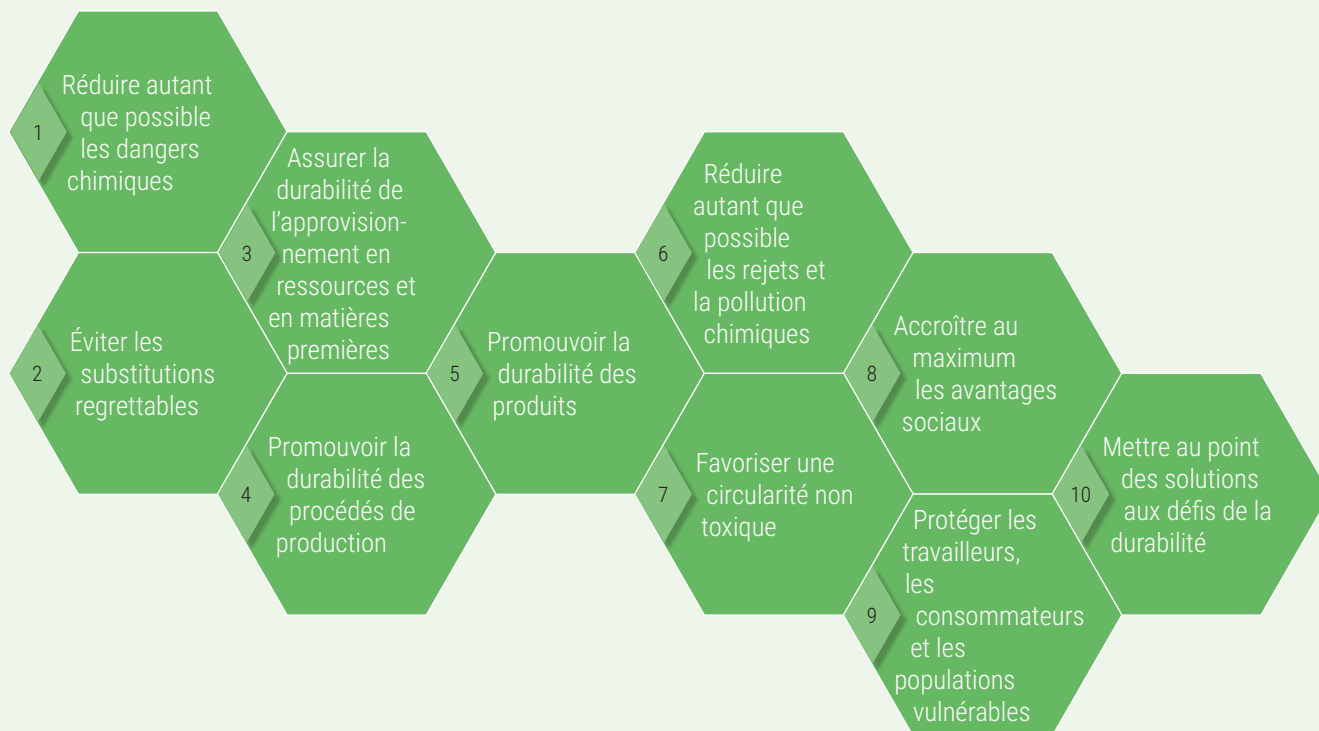 1
Réduire autant
que possible
les dangers
chimiques
2
Éviter les
substitutions
regrettables
3
Assurer la
durabilité de
l'approvision-
nement en
ressources et
en matières
premières
4
Promouvoir la
durabilité des
procédés de
production
5
Promouvoir la
durabilité des
produits
6
Réduire
autant que
possible
les rejets et
la pollution
chimiques
7
Favoriser une
circularité non
toxique
8
Accroître au
maximum
les avantages
sociaux
9
Protéger les
travailleurs,
les
consommateurs
et les
populations
vulnérables
10
Mettre au point
des solutions
aux défis de la
durabilité